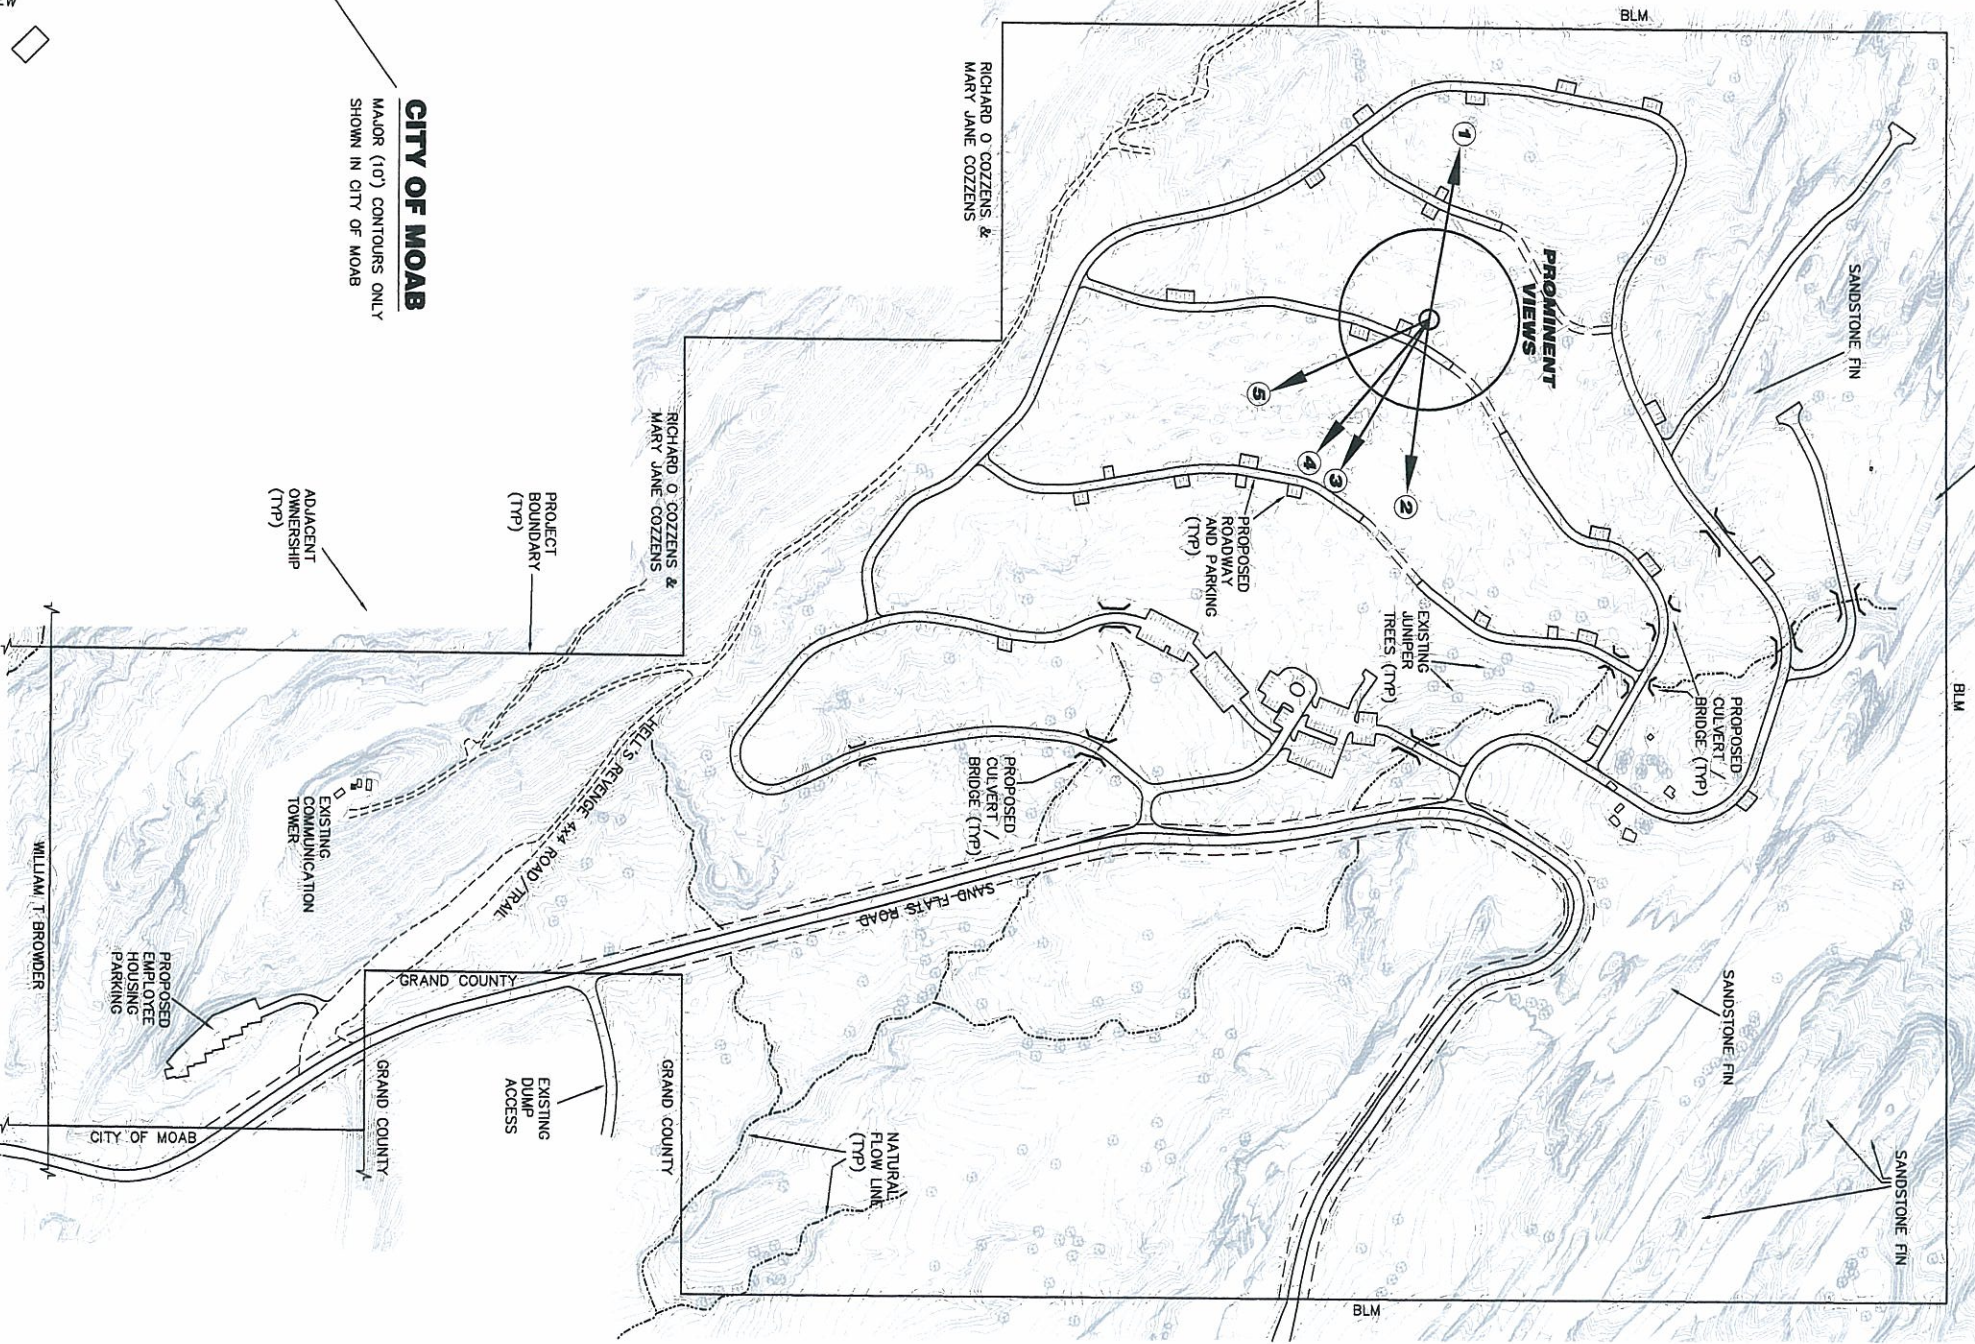 EW
CITY OF MOAB
MAJOR (10') CONTOURS ONLY
SHOWN IN CITY OF MOAB
RICHARD O COZZENS &
MARY JANE COZZENS
BLM
PROMINENT
VIEWS
1
2
3
4
5
SANDSTONE FIN
BLM
RICHARD O COZZENS &
MARY JANE COZZENS
PROJECT
BOUNDARY
(TYP)
ADJACENT
OWNERSHIP
(TYP)
PROPOSED
ROADWAY
AND PARKING
(TYP)
EXISTING
JUNIPER
TREES (TYP)
PROPOSED
CULVERT /
BRIDGE (TYP)
PROPOSED
CULVERT /
BRIDGE (TYP)
HELL'S REVENGE 4x4 ROAD/TRAIL
SAND FLATS ROAD
EXISTING
COMMUNICATION
TOWER
WILLIAM T BROWDER
PROPOSED
EMPLOYEE
HOUSING
PARKING
GRAND COUNTY
GRAND COUNTY
GRAND COUNTY
CITY OF MOAB
EXISTING
DUMP
ACCESS
NATURAL
FLOW LINE
(TYP)
SANDSTONE FIN
SANDSTONE FIN
BLM